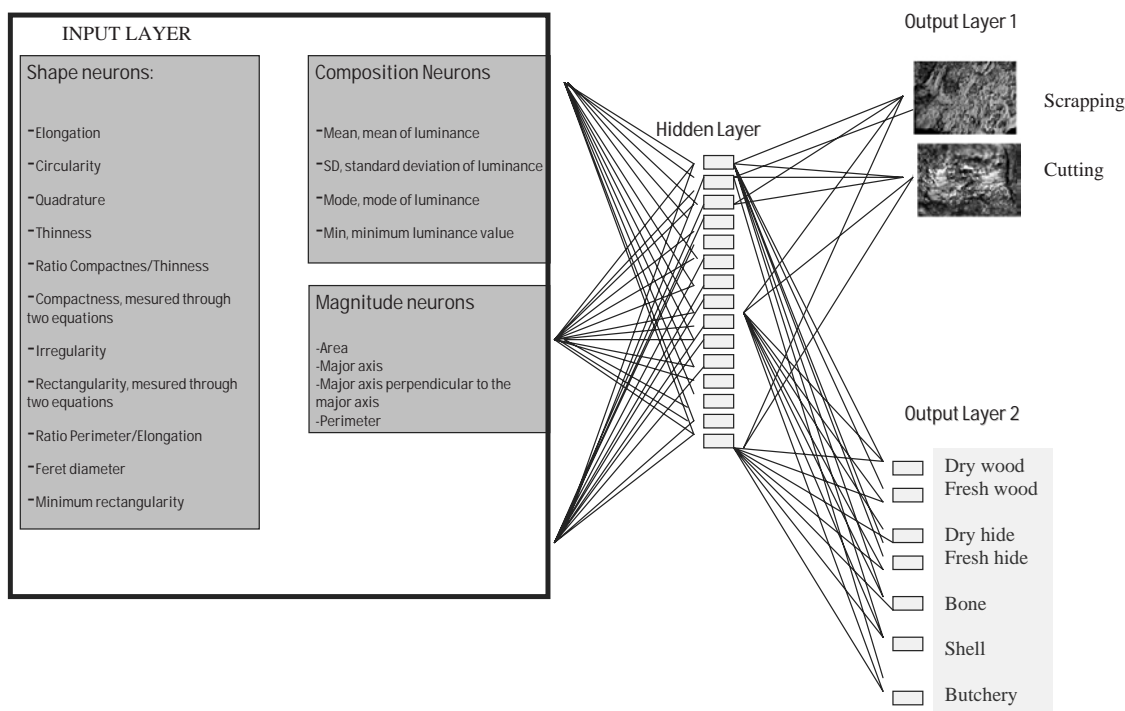 INPUT LAYER
Shape neurons:
-Elongation
-Circularity
-Quadrature
-Thinness
-Ratio Compactnes/Thinness
-Compactness, mesured through
two equations
-Irregularity
-Rectangularity, mesured through
two equations
-Ratio Perimeter/Elongation
-Feret diameter
-Minimum rectangularity
Composition Neurons
-Mean, mean of luminance
-SD, standard deviation of luminance
-Mode, mode of luminance
-Min, minimum luminance value
Magnitude neurons
-Area
-Major axis
-Major axis perpendicular to the
major axis
-Perimeter
Hidden Layer
Output Layer 1
Scrapping
Cutting
Output Layer 2
Dry wood
Fresh wood
Dry hide
Fresh hide
Bone
Shell
Butchery